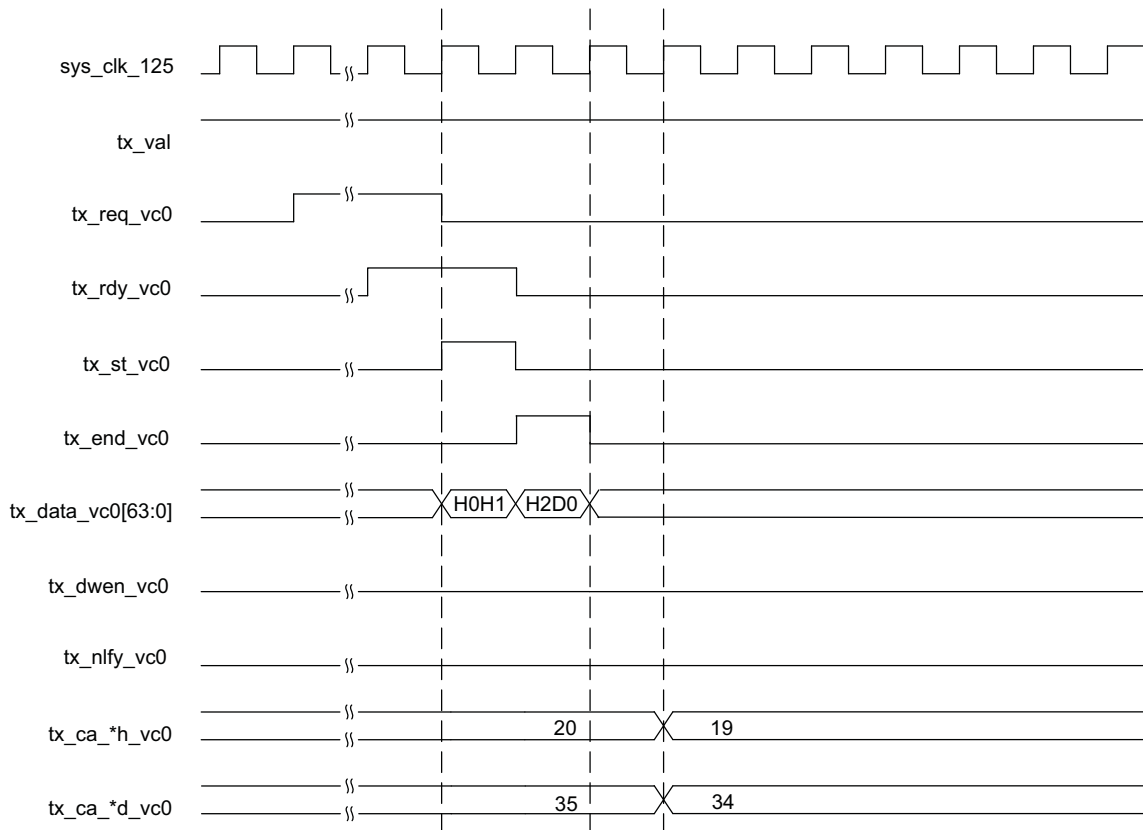 sys_clk_125
tx_val
tx_req_vc0
tx_rdy_vc0
tx_st_vc0
tx_end_vc0
tx_data_vc0[63:0] H0H1 H2D0
tx_dwen_vc0
tx_nlfy_vc0
tx_ca_*h_vc0 20 19
tx_ca_*d_vc0 35 34